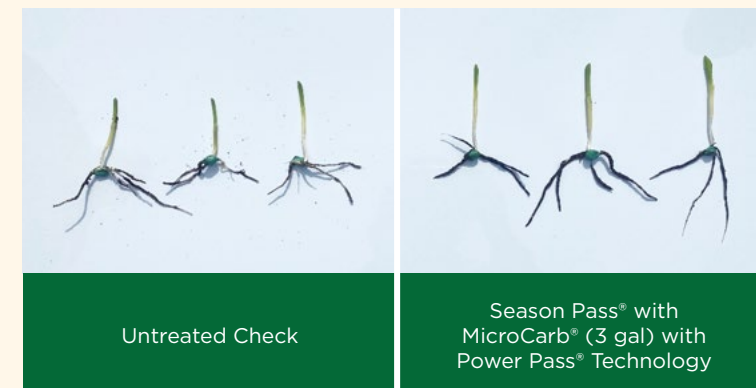 Untreated Check
Season Pass® with
MicroCarb® (3 gal) with
Power Pass® Technology